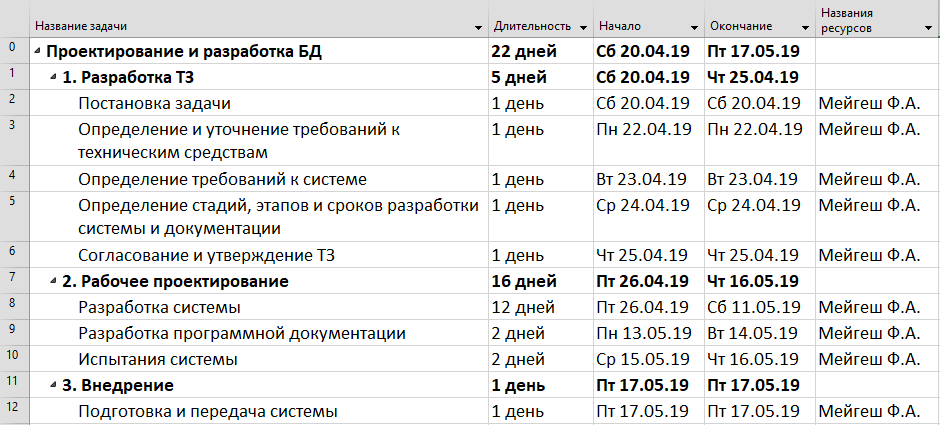 Название задачи Длительность Начало Окончание Названия ресурсов
0 Проектирование и разработка БД 22 дней Сб 20.04.19 Пт 17.05.19
1 1. Разработка ТЗ 5 дней Сб 20.04.19 Чт 25.04.19
2 Постановка задачи 1 день Сб 20.04.19 Сб 20.04.19 Мейгеш Ф.А.
3 Определение и уточнение требований к 1 день Пн 22.04.19 Пн 22.04.19 Мейгеш Ф.А.
техническим средствам
4 Определение требований к системе 1 день Вт 23.04.19 Вт 23.04.19 Мейгеш Ф.А.
5 Определение стадий, этапов и сроков разработки 1 день Ср 24.04.19 Ср 24.04.19 Мейгеш Ф.А.
системы и документации
6 Согласование и утверждение ТЗ 1 день Чт 25.04.19 Чт 25.04.19 Мейгеш Ф.А.
7 2. Рабочее проектирование 16 дней Пт 26.04.19 Чт 16.05.19
8 Разработка системы 12 дней Пт 26.04.19 Сб 11.05.19 Мейгеш Ф.А.
9 Разработка программной документации 2 дней Пн 13.05.19 Вт 14.05.19 Мейгеш Ф.А.
10 Испытания системы 2 дней Ср 15.05.19 Чт 16.05.19 Мейгеш Ф.А.
11 3. Внедрение 1 день Пт 17.05.19 Пт 17.05.19
12 Подготовка и передача системы 1 день Пт 17.05.19 Пт 17.05.19 Мейгеш Ф.А.